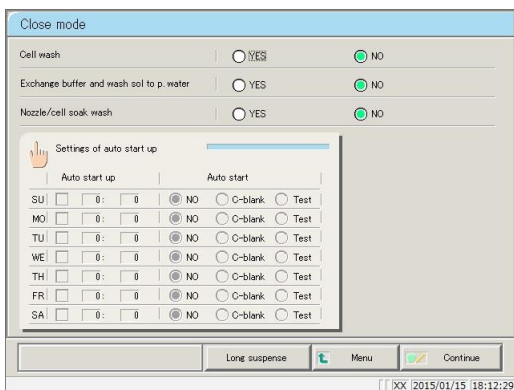 Close mode
Cell wash YES NO
Exchange buffer and wash sol to p. water YES NO
Nozzle/cell soak wash YES NO
Settings of auto start up
Auto start up Auto start
SU 0: 0 NO C-blank Test
MO 0: 0 NO C-blank Test
TU 0: 0 NO C-blank Test
WE 0: 0 NO C-blank Test
TH 0: 0 NO C-blank Test
FR 0: 0 NO C-blank Test
SA 0: 0 NO C-blank Test
Long suspense Menu Continue
XX 2015/01/15 18:12:29